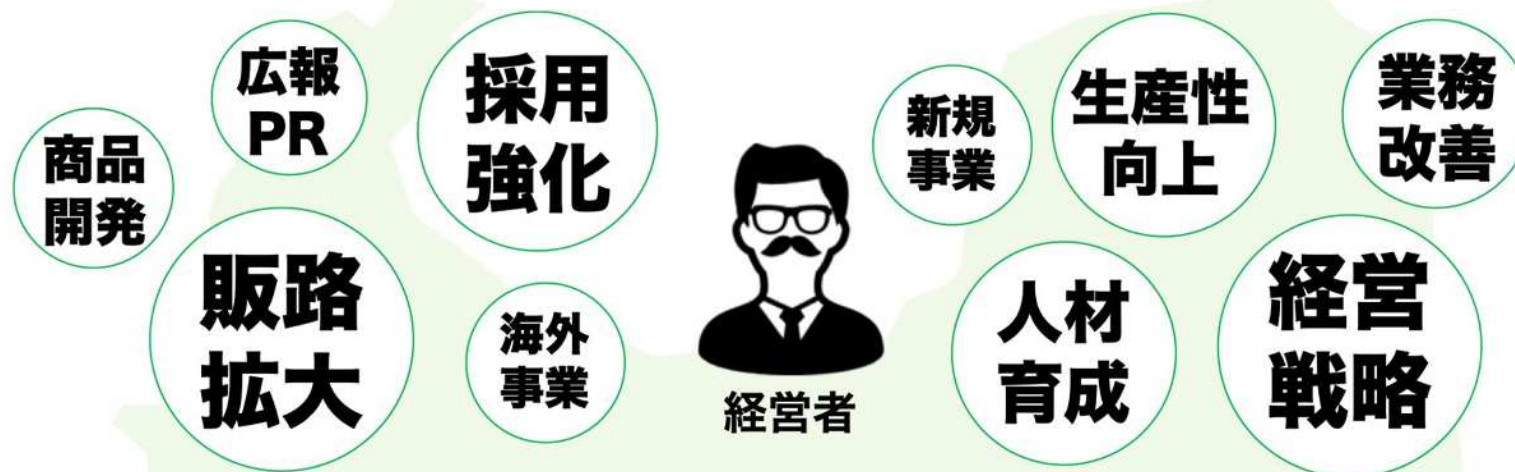 商品
開発
広報
PR
採用
強化
販路
拡大
海外
事業
経営者
新規
事業
生産性
向上
業務
改善
人材
育成
経営
戦略